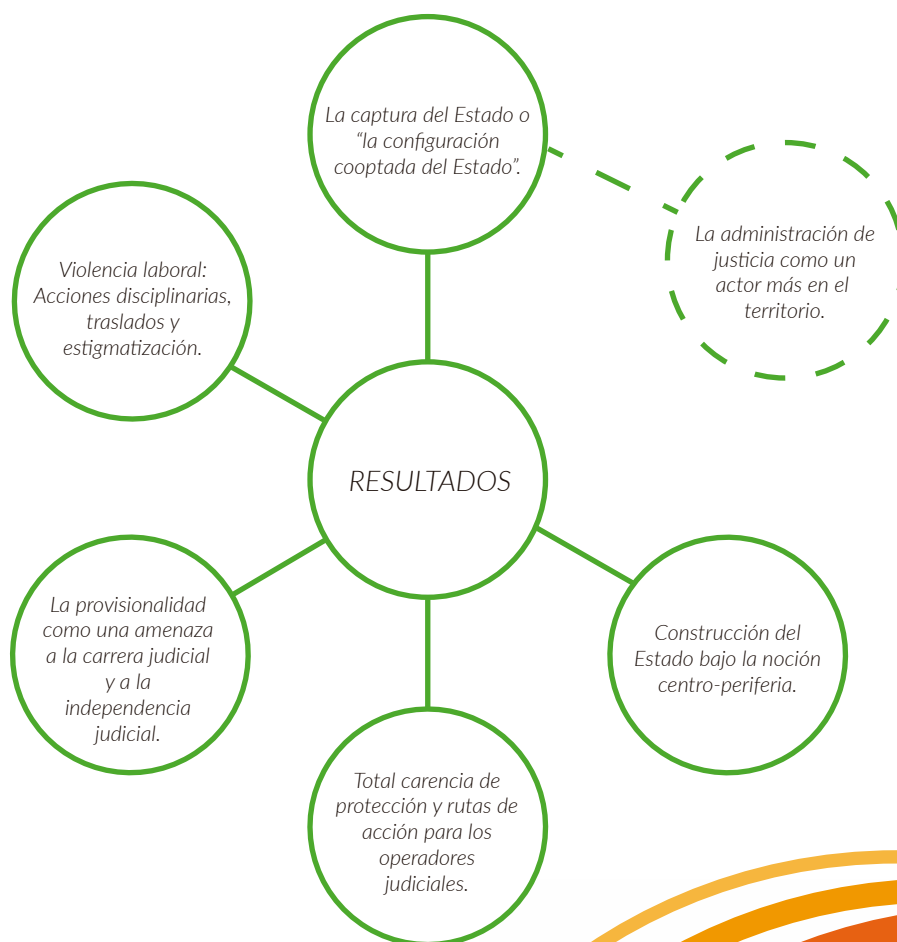 La captura del Estado o
“la configuración
cooptada del Estado”.
La administración de
justicia como un
actor más en el
territorio.
Violencia laboral:
Acciones disciplinarias,
traslados y
estigmatización.
RESULTADOS
La provisionalidad
como una amenaza
a la carrera judicial
y a la
independencia
judicial.
Construcción del
Estado bajo la noción
centro-periferia.
Total carencia de
protección y rutas de
acción para los
operadores
judiciales.